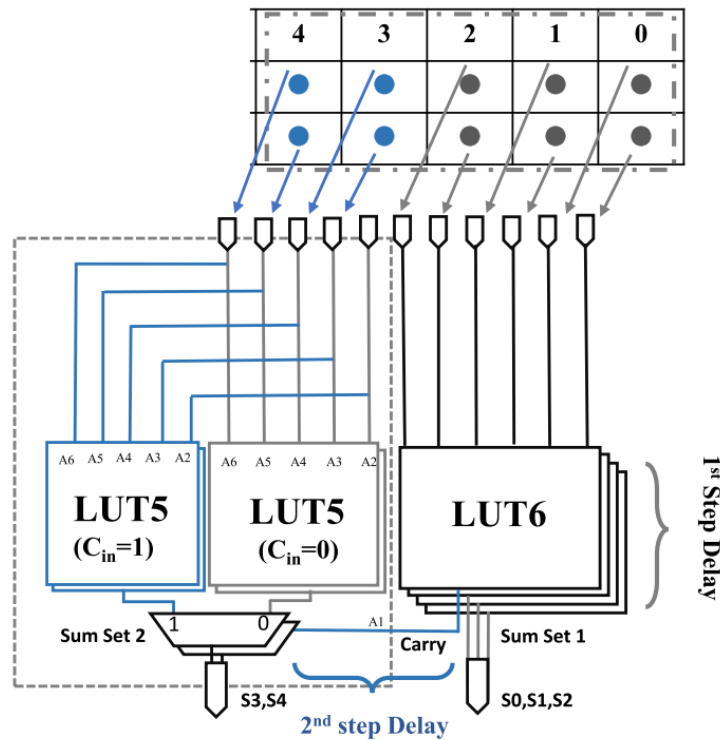 4 3 2 1 0
A6 A5 A4 A3 A2
A6 A5 A4 A3 A2
LUT5
(Cin=1)
LUT5
(Cin=0)
LUT6
1st Step Delay
1 0
Sum Set 2
A1
Carry
Sum Set 1
S3,S4
S0,S1,S2
2nd step Delay